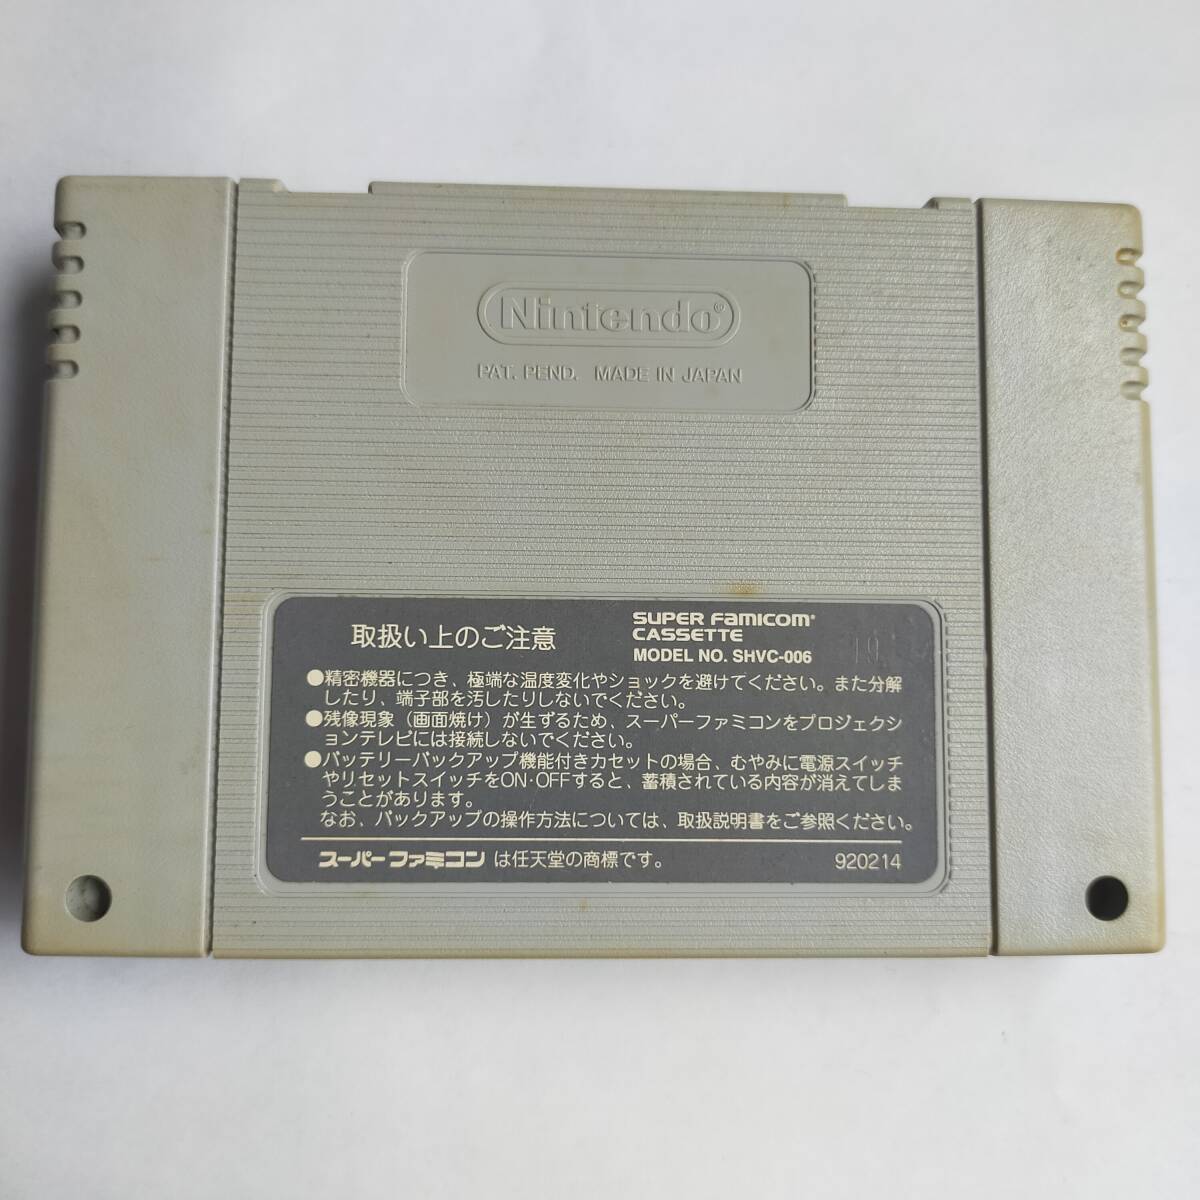 Nintendo®
PAT. PEND. MADE IN JAPAN
取扱い上のご注意
SUPER FAMICOM®
CASSETTE
MODEL NO. SHVC-006
10
●精密機器につき、極端な温度変化やショックを避けてください。また分解
したり、端子部を汚したりしないでください。
●残像現象（画面焼け）が生ずるため、スーパーファミコンをプロジェクシ
ョンテレビには接続しないでください。
●バッテリーバックアップ機能付きカセットの場合、むやみに電源スイッチ
やリセットスイッチをON·OFFすると、蓄積されている内容が消えてしま
うことがあります。
なお、バックアップの操作方法については、取扱説明書をご参照ください。
スーパーファミコン は任天堂の商標です。
920214